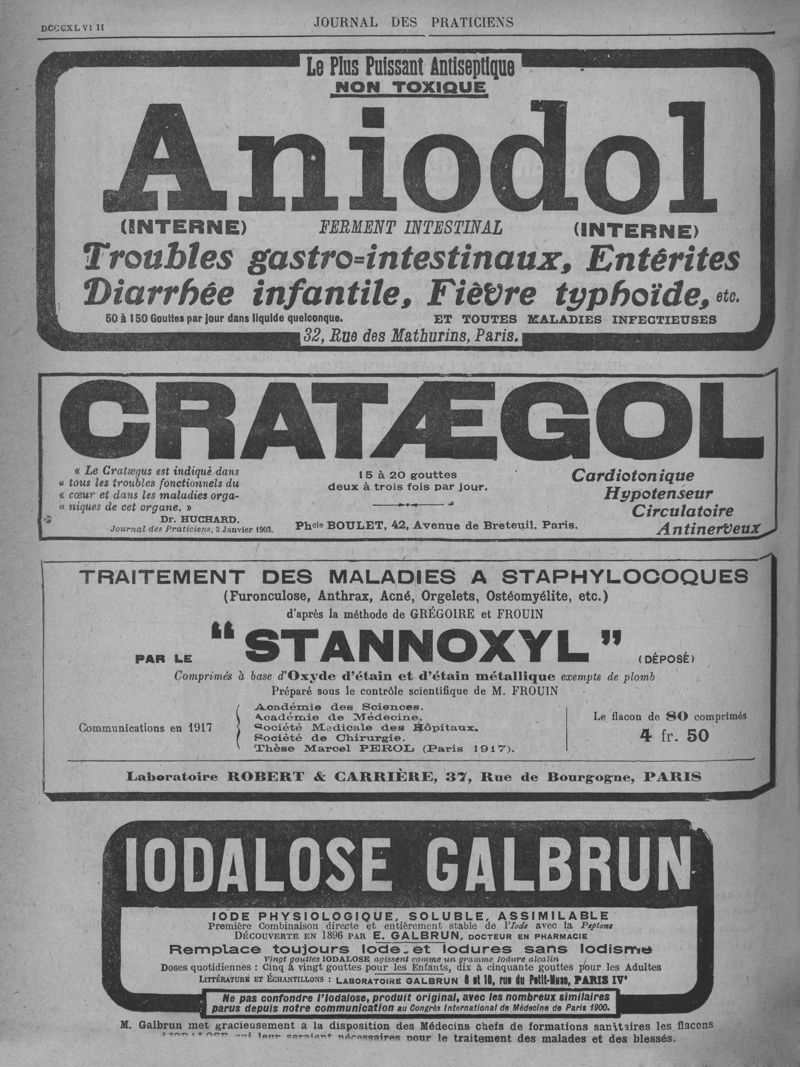 DCCCXLVIII
JOURNAL DES PRATICIENS
Le Plus Puissant Antiseptique
NON TOXIQUE
Aniodol
(INTERNE) FERMENT INTESTINAL (INTERNE)
Troubles gastro-intestinaux, Entérites
Diarrhée infantile, Fièvre typhoïde, etc.
50 à 150 Gouttes par jour dans liquide quelconque. ET TOUTES MALADIES INFECTIEUSES
32, Rue des Mathurins, Paris.
CRATÆGOL
« Le Cratægus est indiqué dans
« tous les troubles fonctionnels du
« cœur et dans les maladies orga-
« niques de cet organe. »
Dr. HUCHARD.
Journal des Praticiens, 3 Janvier 1903.
15 à 20 gouttes
deux à trois fois par jour.
Phcie BOULET, 42, Avenue de Breteuil, Paris.
Cardiotonique
Hypotenseur
Circulatoire
Antinerveux
TRAITEMENT DES MALADIES A STAPHYLOCOQUES
(Furonculose, Anthrax, Acné, Orgelets, Ostéomyélite, etc.)
d'après la méthode de GRÉGOIRE et FROUIN
PAR LE "STANNOXYL" (DÉPOSÉ)
Comprimés à base d'Oxyde d'étain et d'étain métallique exempts de plomb
Préparé sous le contrôle scientifique de M. FROUIN
Communications en 1917
Académie des Sciences.
Académie de Médecine.
Société Medicale des Hôpitaux.
Société de Chirurgie.
Thèse Marcel PEROL (Paris 1917).
Le flacon de 80 comprimés
4 fr. 50
Laboratoire ROBERT & CARRIÈRE, 37, Rue de Bourgogne, PARIS
IODALOSE GALBRUN
IODE PHYSIOLOGIQUE, SOLUBLE, ASSIMILABLE
Première Combinaison directe et entièrement stable de l'Iode avec la Peptone
DÉCOUVERTE EN 1896 PAR E. GALBRUN, DOCTEUR EN PHARMACIE
Remplace toujours Iode et Iodures sans Iodisme
Vingt gouttes IODALOSE agissent comme un gramme Iodure alcalin
Doses quotidiennes : Cinq à vingt gouttes pour les Enfants, dix à cinquante gouttes pour les Adultes
LITTÉRATURE ET ÉCHANTILLONS : LABORATOIRE GALBRUN 8 et 10, rue du Petit-Musc, PARIS IVe
Ne pas confondre l'Iodalose, produit original, avec les nombreux similaires
parus depuis notre communication au Congrès International de Médecine de Paris 1900.
M. Galbrun met gracieusement a la disposition des Médecins chefs de formations sanitaires les flacons
d'IODALOSE qui leur seraient nécessaires pour le traitement des malades et des blessés.